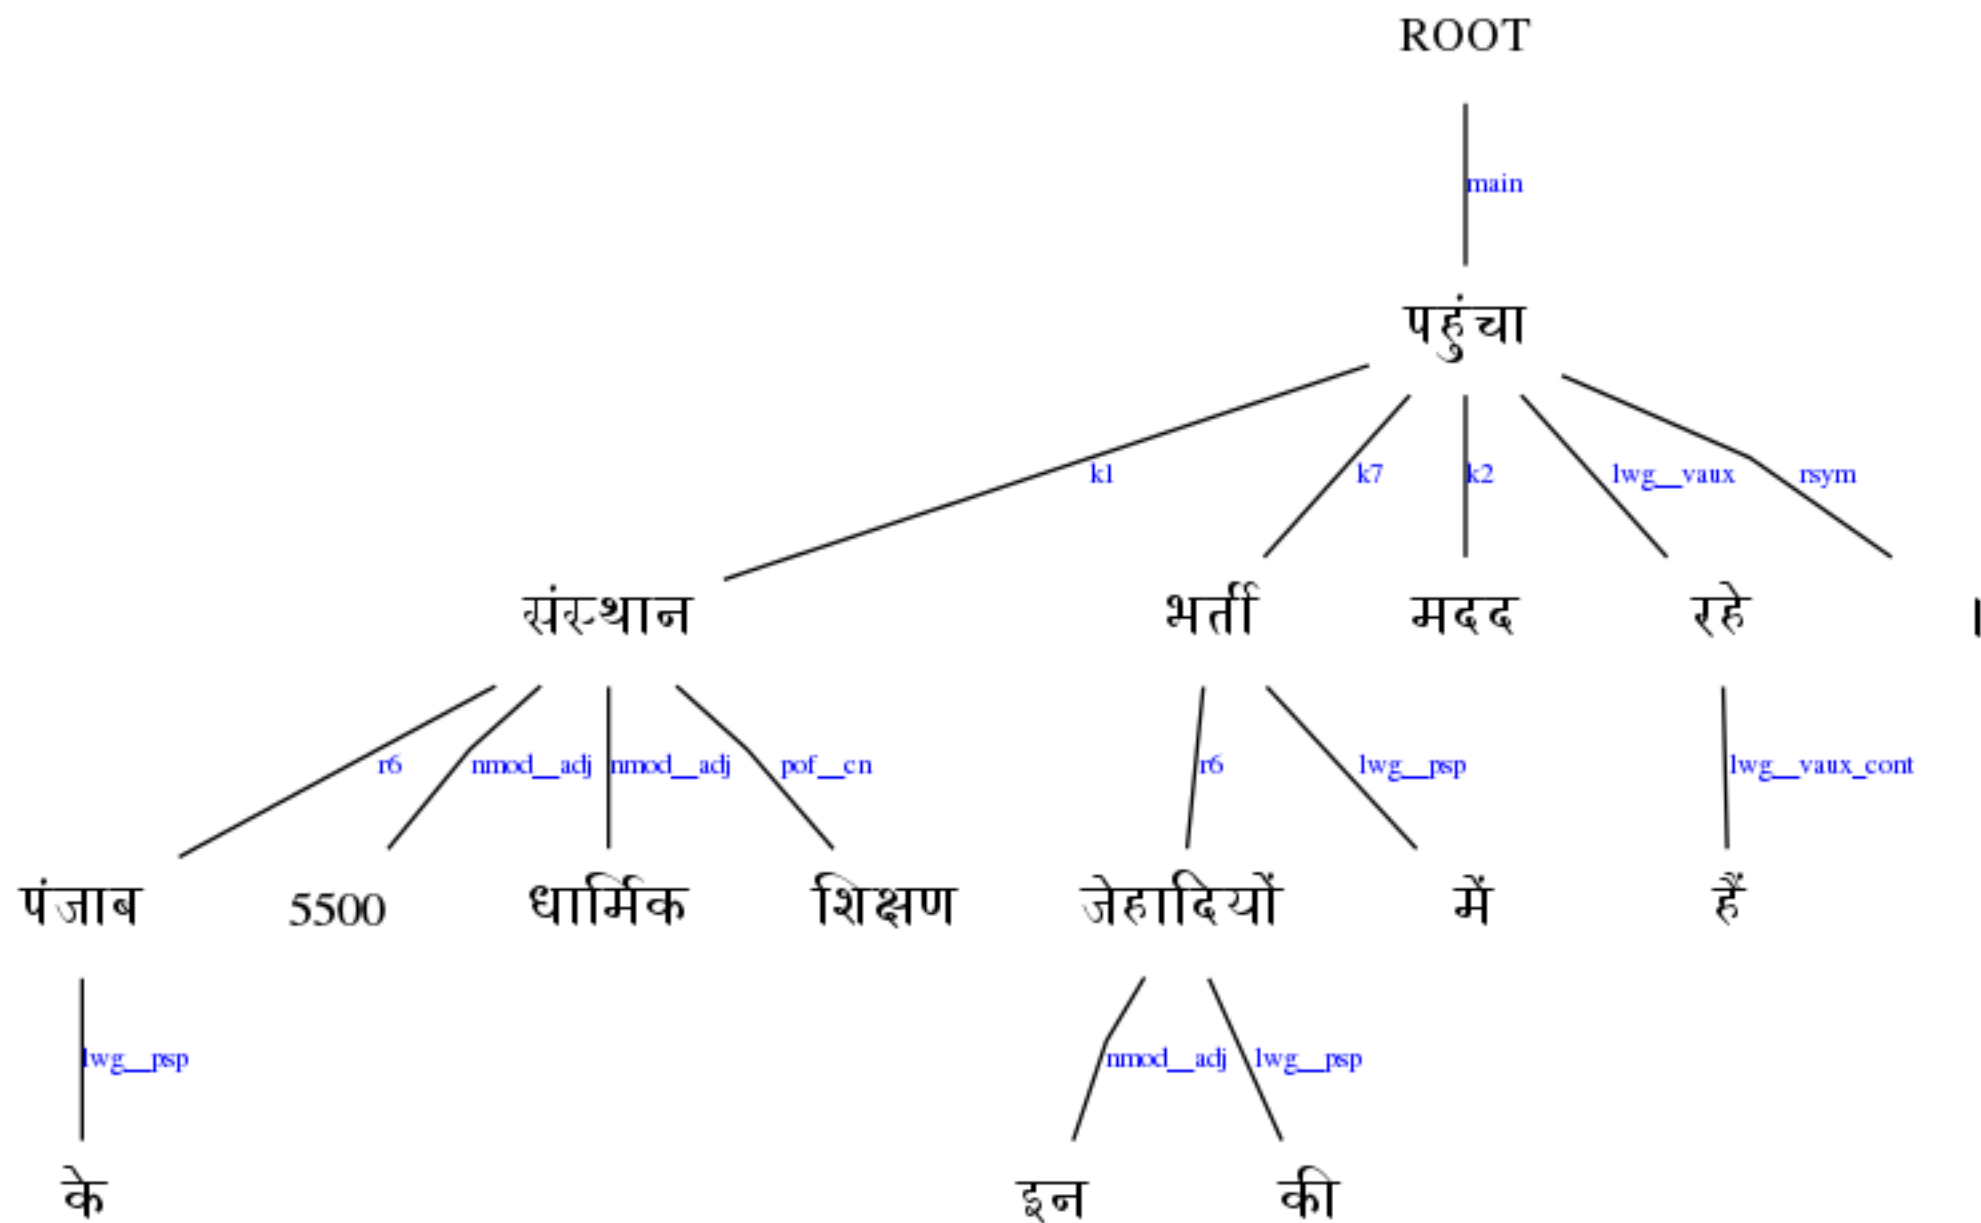 ROOT
main
पहुंचा
k1 k7 k2 lwg__vaux rsym
संस्थान भर्ती मदद रहे ।
r6 nmod__adj nmod__adj pof__cn r6 lwg__psp lwg__vaux_cont
पंजाब 5500 धार्मिक शिक्षण जेहादियों में हैं
lwg__psp nmod__adj lwg__psp
के इन की